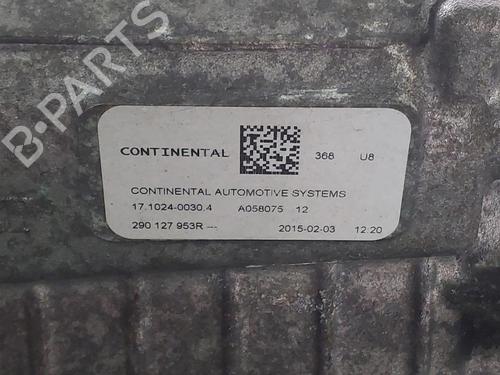 B-PARTS
CONTINENTAL 368 U8
CONTINENTAL AUTOMOTIVE SYSTEMS
17.1024-0030.4 A058075 12
290 127 953R --- 2015-02-03 12.20